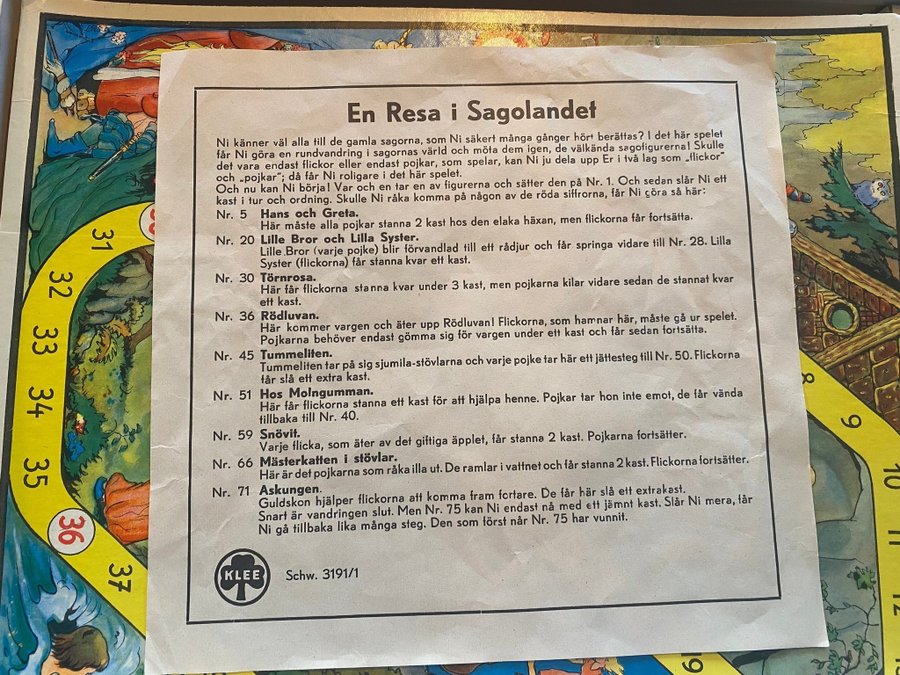 En Resa i Sagolandet
Ni känner väl alla till de gamla sagorna, som Ni säkert många gånger hört berättas? I det här spelet
får Ni göra en rundvandring i sagornas värld och möta dem igen, de välkända sagofigurerna! Skulle
det vara endast flickor eller endast pojkar, som spelar, kan Ni ju dela upp Er i två lag som „flickor"
och „pojkar"; då får Ni roligare i det här spelet.
Och nu kan Ni börja! Var och en tar en av figurerna och sätter den på Nr. 1. Och sedan slår Ni ett
kast i tur och ordning. Skulle Ni råka komma på någon av de röda siffrorna, får Ni göra så här:
Nr. 5 Hans och Greta.
Här måste alla pojkar stanna 2 kast hos den elaka häxan, men flickorna får fortsätta.
Nr. 20 Lille Bror och Lilla Syster.
Lille Bror (varje pojke) blir förvandlad till ett rådjur och får springa vidare till Nr. 28. Lilla
Syster (flickorna) får stanna kvar ett kast.
Nr. 30 Törnrosa.
Här får flickorna stanna kvar under 3 kast, men pojkarna kilar vidare sedan de stannat kvar
ett kast.
Nr. 36 Rödluvan.
Här kommer vargen och äter upp Rödluvan! Flickorna, som hamnar här, måste gå ur spelet.
Pojkarna behöver endast gömma sig för vargen under ett kast och får sedan fortsätta.
Nr. 45 Tummeliten.
Tummeliten tar på sig sjumila-stövlarna och varje pojke tar här ett jättesteg till Nr. 50. Flickorna
får slå ett extra kast.
Nr. 51 Hos Molngumman.
Här får flickorna stanna ett kast för att hjälpa henne. Pojkar tar hon inte emot, de får vända
tillbaka till Nr. 40.
Nr. 59 Snövit.
Varje flicka, som äter av det giftiga äpplet, får stanna 2 kast. Pojkarna fortsätter.
Nr. 66 Mästerkatten i stövlar.
Här är det pojkarna som råka illa ut. De ramlar i vattnet och får stanna 2 kast. Flickorna fortsätter.
Nr. 71 Askungen.
Guldskon hjälper flickorna att komma fram fortare. De får här slå ett extrakast.
Snart är vandringen slut. Men Nr. 75 kan Ni endast nå med ett jämnt kast. Slår Ni mera, får
Ni gå tillbaka lika många steg. Den som först når Nr. 75 har vunnit.
KLEE
Schw. 3191/1
31
32
33
34
35
36
37
8
9
10
11
12
19